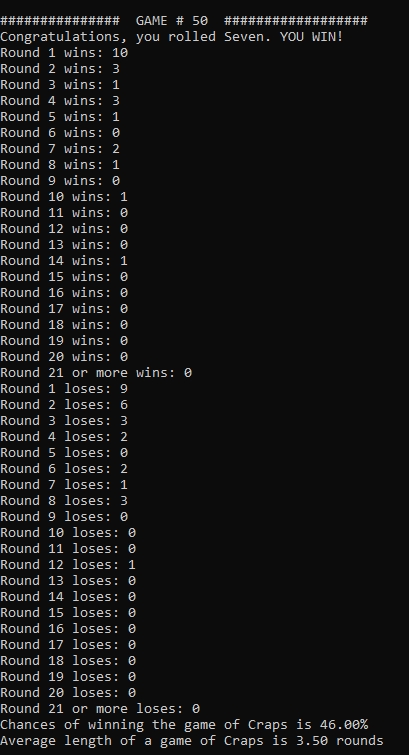 ###############  GAME # 50  ##################
Congratulations, you rolled Seven. YOU WIN!
Round 1 wins: 10
Round 2 wins: 3
Round 3 wins: 1
Round 4 wins: 3
Round 5 wins: 1
Round 6 wins: 0
Round 7 wins: 2
Round 8 wins: 1
Round 9 wins: 0
Round 10 wins: 1
Round 11 wins: 0
Round 12 wins: 0
Round 13 wins: 0
Round 14 wins: 1
Round 15 wins: 0
Round 16 wins: 0
Round 17 wins: 0
Round 18 wins: 0
Round 19 wins: 0
Round 20 wins: 0
Round 21 or more wins: 0
Round 1 loses: 9
Round 2 loses: 6
Round 3 loses: 3
Round 4 loses: 2
Round 5 loses: 0
Round 6 loses: 2
Round 7 loses: 1
Round 8 loses: 3
Round 9 loses: 0
Round 10 loses: 0
Round 11 loses: 0
Round 12 loses: 1
Round 13 loses: 0
Round 14 loses: 0
Round 15 loses: 0
Round 16 loses: 0
Round 17 loses: 0
Round 18 loses: 0
Round 19 loses: 0
Round 20 loses: 0
Round 21 or more loses: 0
Chances of winning the game of Craps is 46.00%
Average length of a game of Craps is 3.50 rounds